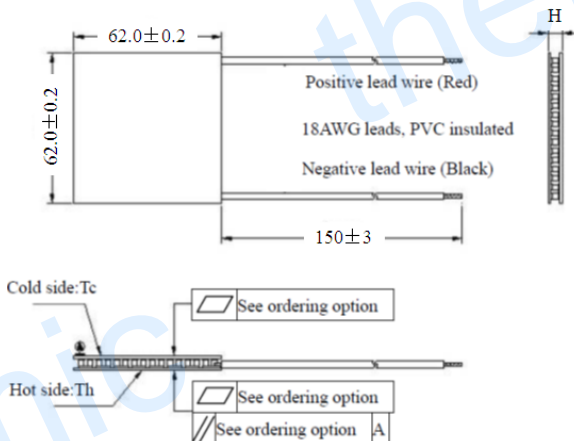 62.0±0.2
H
62.0±0.2
Positive lead wire (Red)
18AWG leads, PVC insulated
Negative lead wire (Black)
150±3
Cold side:Tc
See ordering option
Hot side:Th
See ordering option
See ordering option A